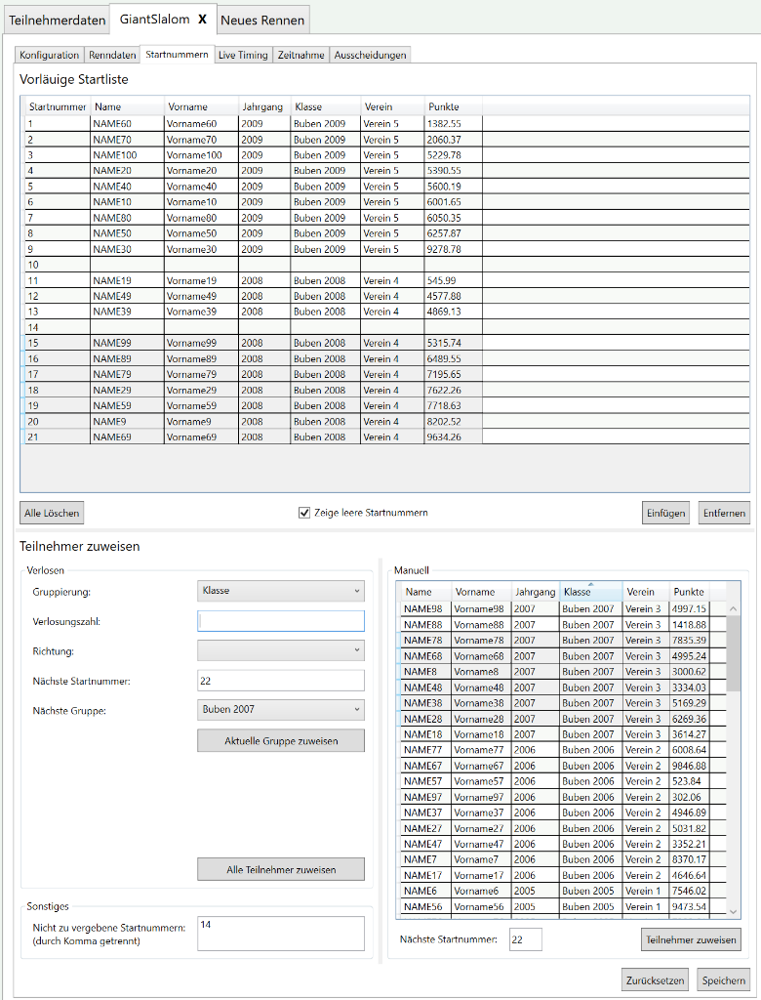 Teilnehmerdaten GiantSlalom X Neues Rennen
Konfiguration Renndaten Startnummern Live Timing Zeitnahme Ausscheidungen
Vorläuige Startliste
Startnummer Name Vorname Jahrgang Klasse Verein Punkte
1 NAME60 Vorname60 2009 Buben 2009 Verein 5 1382.55
2 NAME70 Vorname70 2009 Buben 2009 Verein 5 2060.37
3 NAME100 Vorname100 2009 Buben 2009 Verein 5 5229.78
4 NAME20 Vorname20 2009 Buben 2009 Verein 5 5390.55
5 NAME40 Vorname40 2009 Buben 2009 Verein 5 5600.19
6 NAME10 Vorname10 2009 Buben 2009 Verein 5 6001.65
7 NAME80 Vorname80 2009 Buben 2009 Verein 5 6050.35
8 NAME50 Vorname50 2009 Buben 2009 Verein 5 6257.87
9 NAME30 Vorname30 2009 Buben 2009 Verein 5 9278.78
10
11 NAME19 Vorname19 2008 Buben 2008 Verein 4 545.99
12 NAME49 Vorname49 2008 Buben 2008 Verein 4 4577.88
13 NAME39 Vorname39 2008 Buben 2008 Verein 4 4869.13
14
15 NAME99 Vorname99 2008 Buben 2008 Verein 4 5315.74
16 NAME89 Vorname89 2008 Buben 2008 Verein 4 6489.55
17 NAME79 Vorname79 2008 Buben 2008 Verein 4 7195.65
18 NAME29 Vorname29 2008 Buben 2008 Verein 4 7622.26
19 NAME59 Vorname59 2008 Buben 2008 Verein 4 7718.63
20 NAME9 Vorname9 2008 Buben 2008 Verein 4 8202.52
21 NAME69 Vorname69 2008 Buben 2008 Verein 4 9634.26
Alle Löschen Zeige leere Startnummern Einfügen Entfernen
Teilnehmer zuweisen
Verlosen
Gruppierung: Klasse
Verlosungszahl:
Richtung:
Nächste Startnummer: 22
Nächste Gruppe: Buben 2007
Aktuelle Gruppe zuweisen
Alle Teilnehmer zuweisen
Sonstiges
Nicht zu vergebene Startnummern: 14
(durch Komma getrennt)
Manuell
Name Vorname Jahrgang Klasse Verein Punkte
NAME98 Vorname98 2007 Buben 2007 Verein 3 4997.15
NAME88 Vorname88 2007 Buben 2007 Verein 3 1418.88
NAME78 Vorname78 2007 Buben 2007 Verein 3 7835.39
NAME68 Vorname68 2007 Buben 2007 Verein 3 4995.24
NAME8 Vorname8 2007 Buben 2007 Verein 3 3000.62
NAME48 Vorname48 2007 Buben 2007 Verein 3 3334.03
NAME38 Vorname38 2007 Buben 2007 Verein 3 5169.29
NAME28 Vorname28 2007 Buben 2007 Verein 3 6269.36
NAME18 Vorname18 2007 Buben 2007 Verein 3 3614.27
NAME77 Vorname77 2006 Buben 2006 Verein 2 6008.64
NAME67 Vorname67 2006 Buben 2006 Verein 2 9846.88
NAME57 Vorname57 2006 Buben 2006 Verein 2 523.84
NAME97 Vorname97 2006 Buben 2006 Verein 2 302.06
NAME37 Vorname37 2006 Buben 2006 Verein 2 4946.89
NAME27 Vorname27 2006 Buben 2006 Verein 2 5031.82
NAME47 Vorname47 2006 Buben 2006 Verein 2 3352.21
NAME7 Vorname7 2006 Buben 2006 Verein 2 8370.17
NAME17 Vorname17 2006 Buben 2006 Verein 2 4646.64
NAME6 Vorname6 2005 Buben 2005 Verein 1 7546.02
NAME56 Vorname56 2005 Buben 2005 Verein 1 9473.54
Nächste Startnummer: 22 Teilnehmer zuweisen
Zurücksetzen Speichern